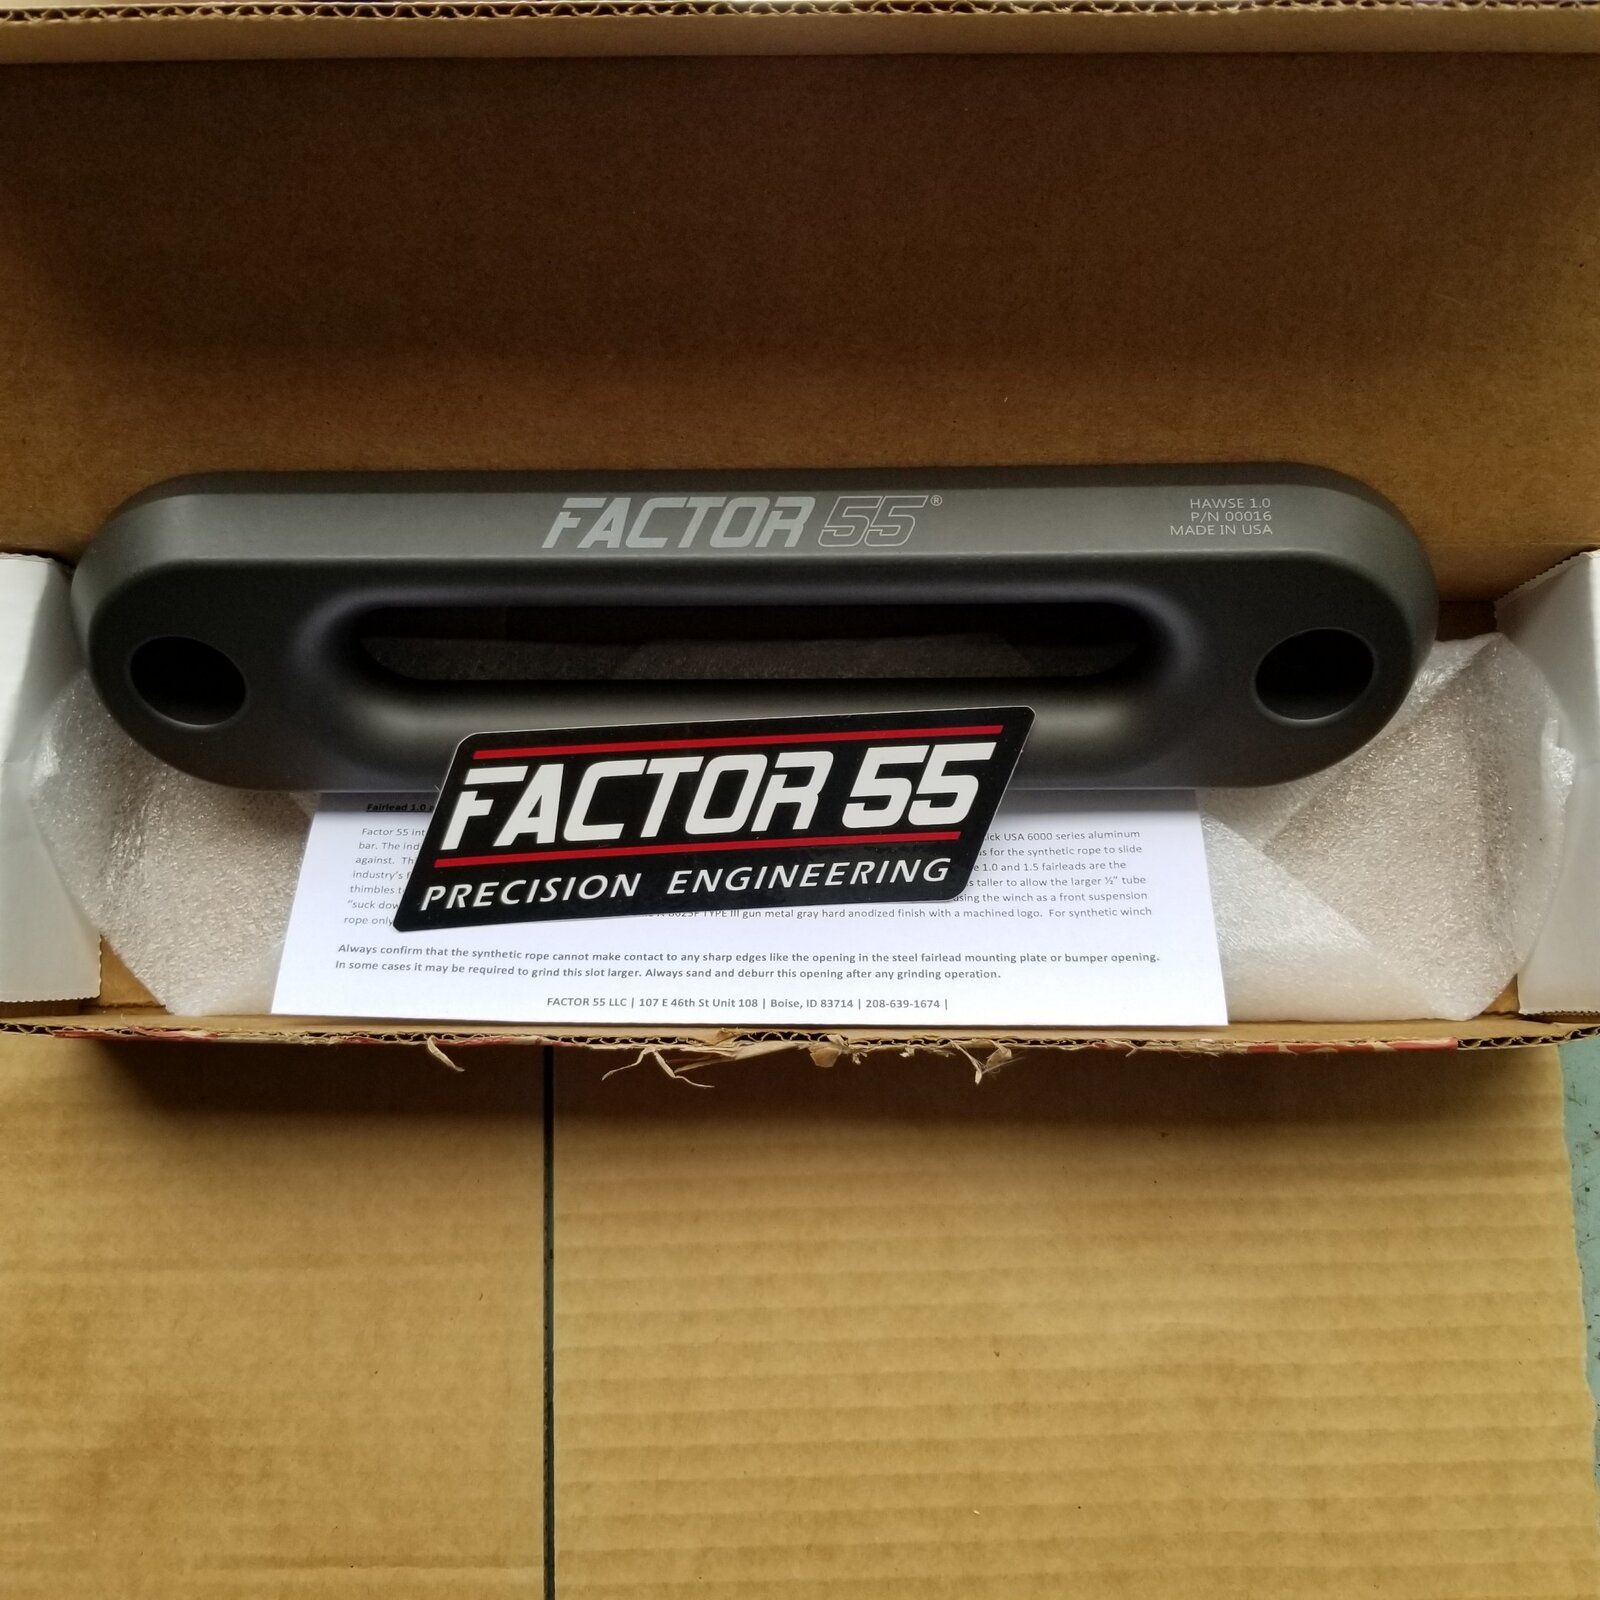 FACTOR 55®
HAWSE 1.0
P/N 00016
MADE IN USA
FACTOR 55
PRECISION ENGINEERING
Fairlead 1.0
Factor 55 USA 6000 series aluminum
bar. The for the synthetic rope to slide
against. 1.0 and 1.5 fairleads are the
industry's taller to allow the larger ½" tube
thimbles using the winch as a front suspension
"suck TYPE III gun metal gray hard anodized finish with a machined logo. For synthetic winch
rope only
Always confirm that the synthetic rope cannot make contact to any sharp edges like the opening in the steel fairlead mounting plate or bumper opening.
In some cases it may be required to grind this slot larger. Always sand and deburr this opening after any grinding operation.
FACTOR 55 LLC | 107 E 46th St Unit 108 | Boise, ID 83714 | 208-639-1674 |